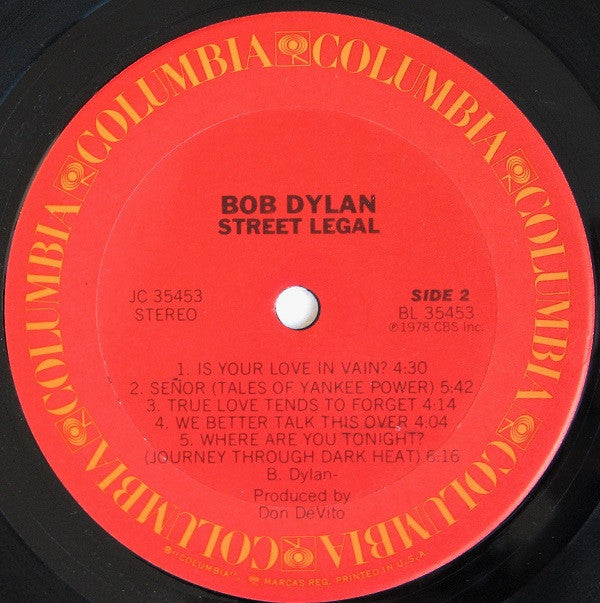 COLUMBIA COLUMBIA COLUMBIA COLUMBIA COLUMBIA COLUMBIA
BOB DYLAN
STREET LEGAL
JC 35453
STEREO
SIDE 2
BL 35453
℗1978 CBS Inc.
1. IS YOUR LOVE IN VAIN? 4:30
2. SEÑOR (TALES OF YANKEE POWER) 5:42
3. TRUE LOVE TENDS TO FORGET 4:14
4. WE BETTER TALK THIS OVER 4:04
5. WHERE ARE YOU TONIGHT?
(JOURNEY THROUGH DARK HEAT) 6:16
B. Dylan-
Produced by
Don DeVito
®"COLUMBIA", MARCAS REG. PRINTED IN U.S.A.